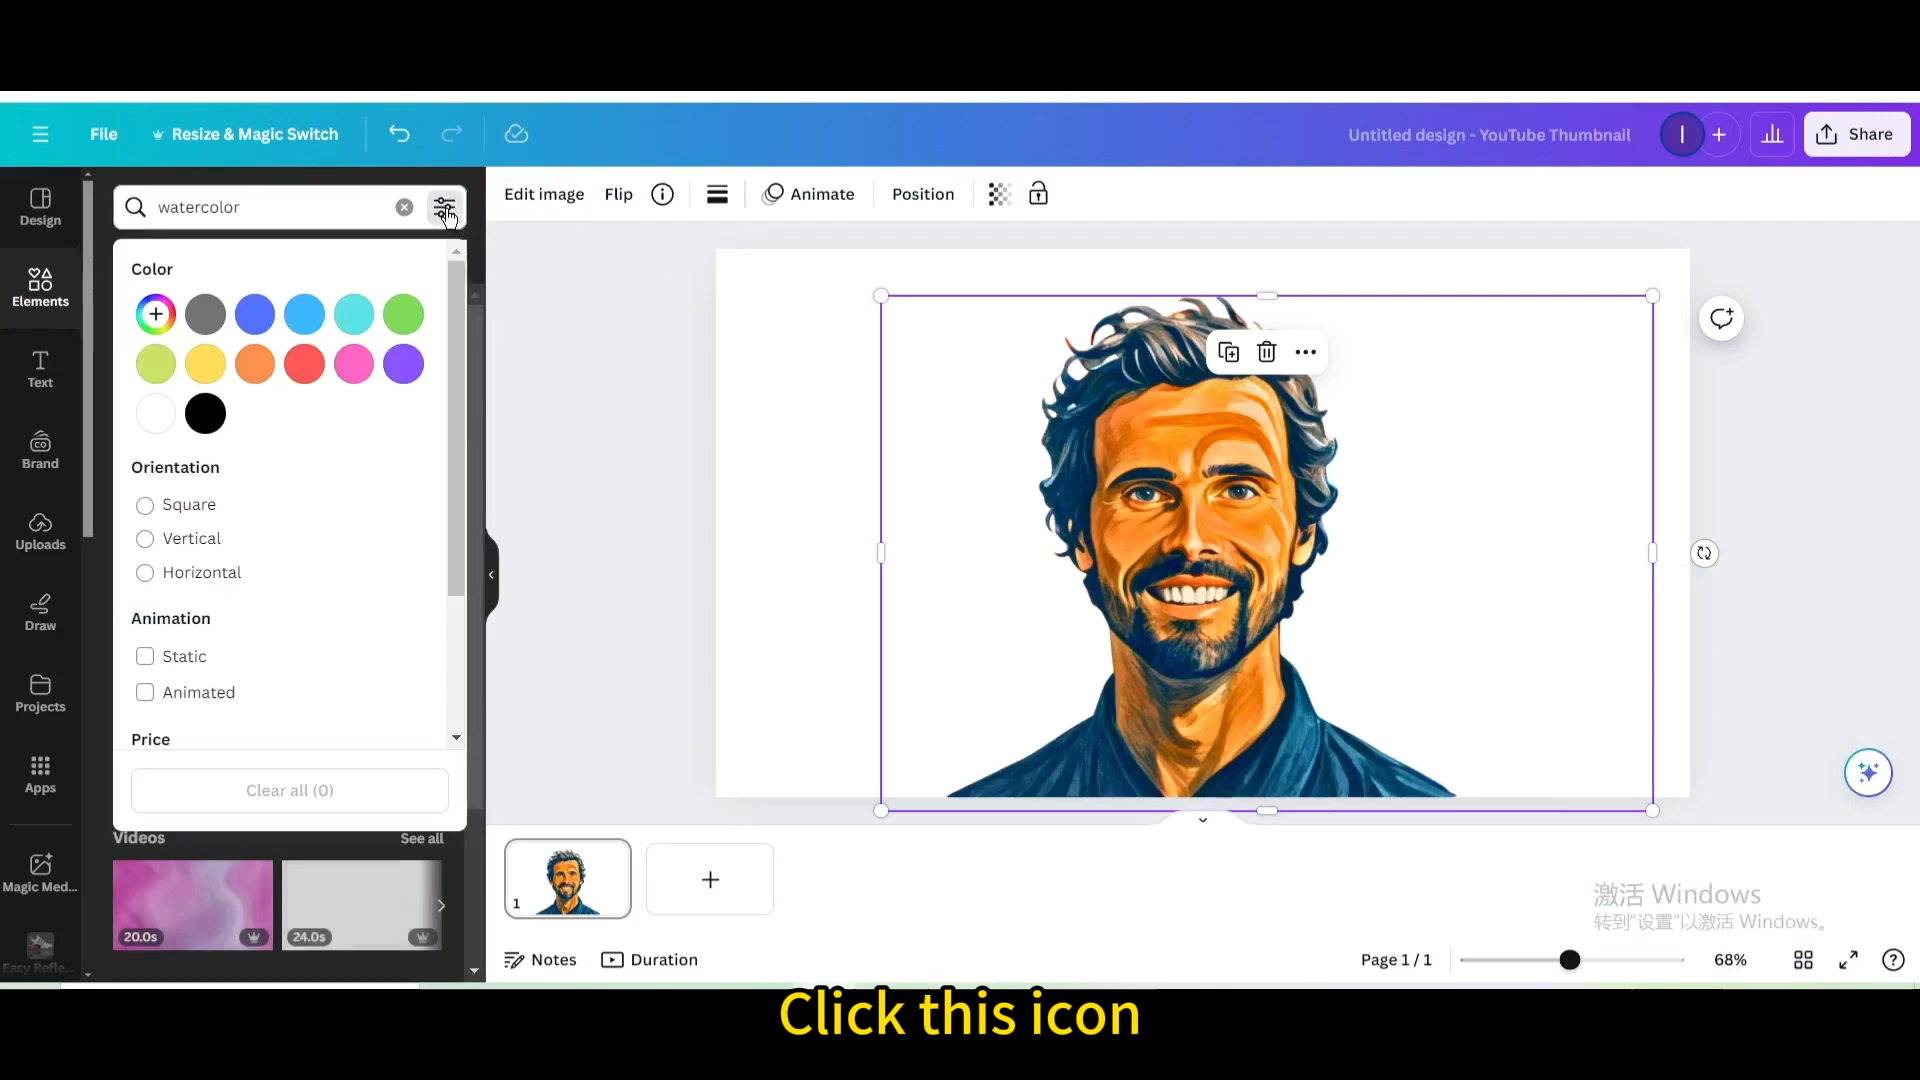 File
Resize & Magic Switch
Untitled design - YouTube Thumbnail
I
Share
Design
Elements
Text
Brand
CO
Uploads
Draw
Projects
Apps
Magic Med...
Easy Refle...
watercolor
Color
Orientation
Square
Vertical
Horizontal
Animation
Static
Animated
Price
Clear all (0)
Videos
See all
20.0s
24.0s
Edit image
Flip
Animate
Position
1
激活 Windows
转到"设置"以激活 Windows。
Notes
Duration
Page 1 / 1
68%
Click this icon